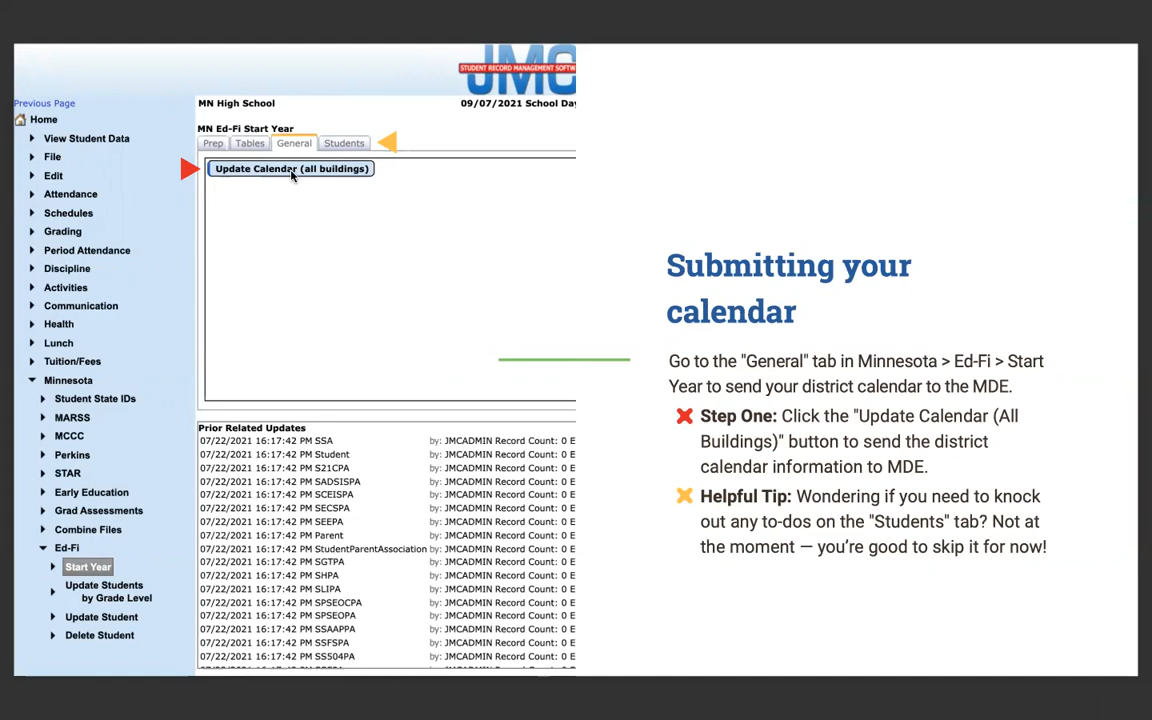 JMC
STUDENT RECORD MANAGEMENT SOFTW
Previous Page
Home
View Student Data
File
Edit
Attendance
Schedules
Grading
Period Attendance
Discipline
Activities
Communication
Health
Lunch
Tuition/Fees
Minnesota
Student State IDs
MARSS
MCCC
Perkins
STAR
Early Education
Grad Assessments
Combine Files
Ed-Fi
Start Year
Update Students
by Grade Level
Update Student
Delete Student
MN High School 09/07/2021 School Day
MN Ed-Fi Start Year
Prep Tables General Students
Update Calendar (all buildings)
Prior Related Updates
07/22/2021 16:17:42 PM SSA by: JMCADMIN Record Count: 0 E
07/22/2021 16:17:42 PM Student by: JMCADMIN Record Count: 0 E
07/22/2021 16:17:42 PM S21CPA by: JMCADMIN Record Count: 0 E
07/22/2021 16:17:42 PM SADSISPA by: JMCADMIN Record Count: 0 E
07/22/2021 16:17:42 PM SCEISPA by: JMCADMIN Record Count: 0 E
07/22/2021 16:17:42 PM SECSPA by: JMCADMIN Record Count: 0 E
07/22/2021 16:17:42 PM SEEPA by: JMCADMIN Record Count: 0 E
07/22/2021 16:17:42 PM Parent by: JMCADMIN Record Count: 0 E
07/22/2021 16:17:42 PM StudentParentAssociation by: JMCADMIN Record Count: 0 E
07/22/2021 16:17:42 PM SGTPA by: JMCADMIN Record Count: 0 E
07/22/2021 16:17:42 PM SHPA by: JMCADMIN Record Count: 0 E
07/22/2021 16:17:42 PM SLIPA by: JMCADMIN Record Count: 0 E
07/22/2021 16:17:42 PM SPSEOCPA by: JMCADMIN Record Count: 0 E
07/22/2021 16:17:42 PM SPSEOPA by: JMCADMIN Record Count: 0 E
07/22/2021 16:17:42 PM SSAAPPA by: JMCADMIN Record Count: 0 E
07/22/2021 16:17:42 PM SSFSPA by: JMCADMIN Record Count: 0 E
07/22/2021 16:17:42 PM SS504PA by: JMCADMIN Record Count: 0 E
Submitting your
calendar
Go to the "General" tab in Minnesota > Ed-Fi > Start
Year to send your district calendar to the MDE.
Step One: Click the "Update Calendar (All
Buildings)" button to send the district
calendar information to MDE.
Helpful Tip: Wondering if you need to knock
out any to-dos on the "Students" tab? Not at
the moment — you’re good to skip it for now!